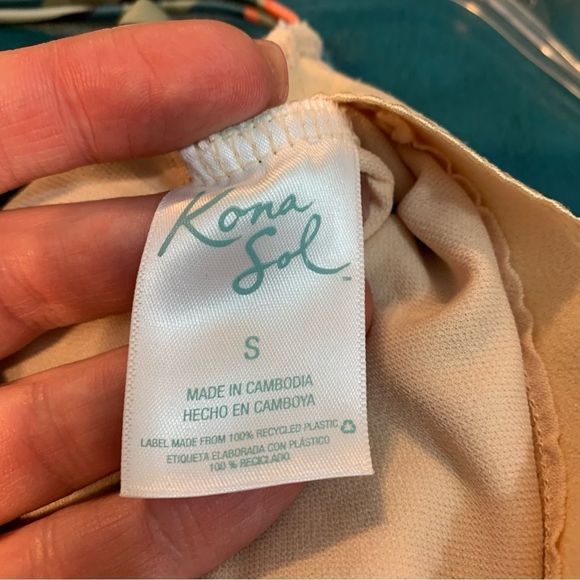 Kona
Sol™
S
MADE IN CAMBODIA
HECHO EN CAMBOYA
LABEL MADE FROM 100% RECYCLED PLASTIC
ETIQUETA ELABORADA CON PLÁSTICO
100 % RECICLADO